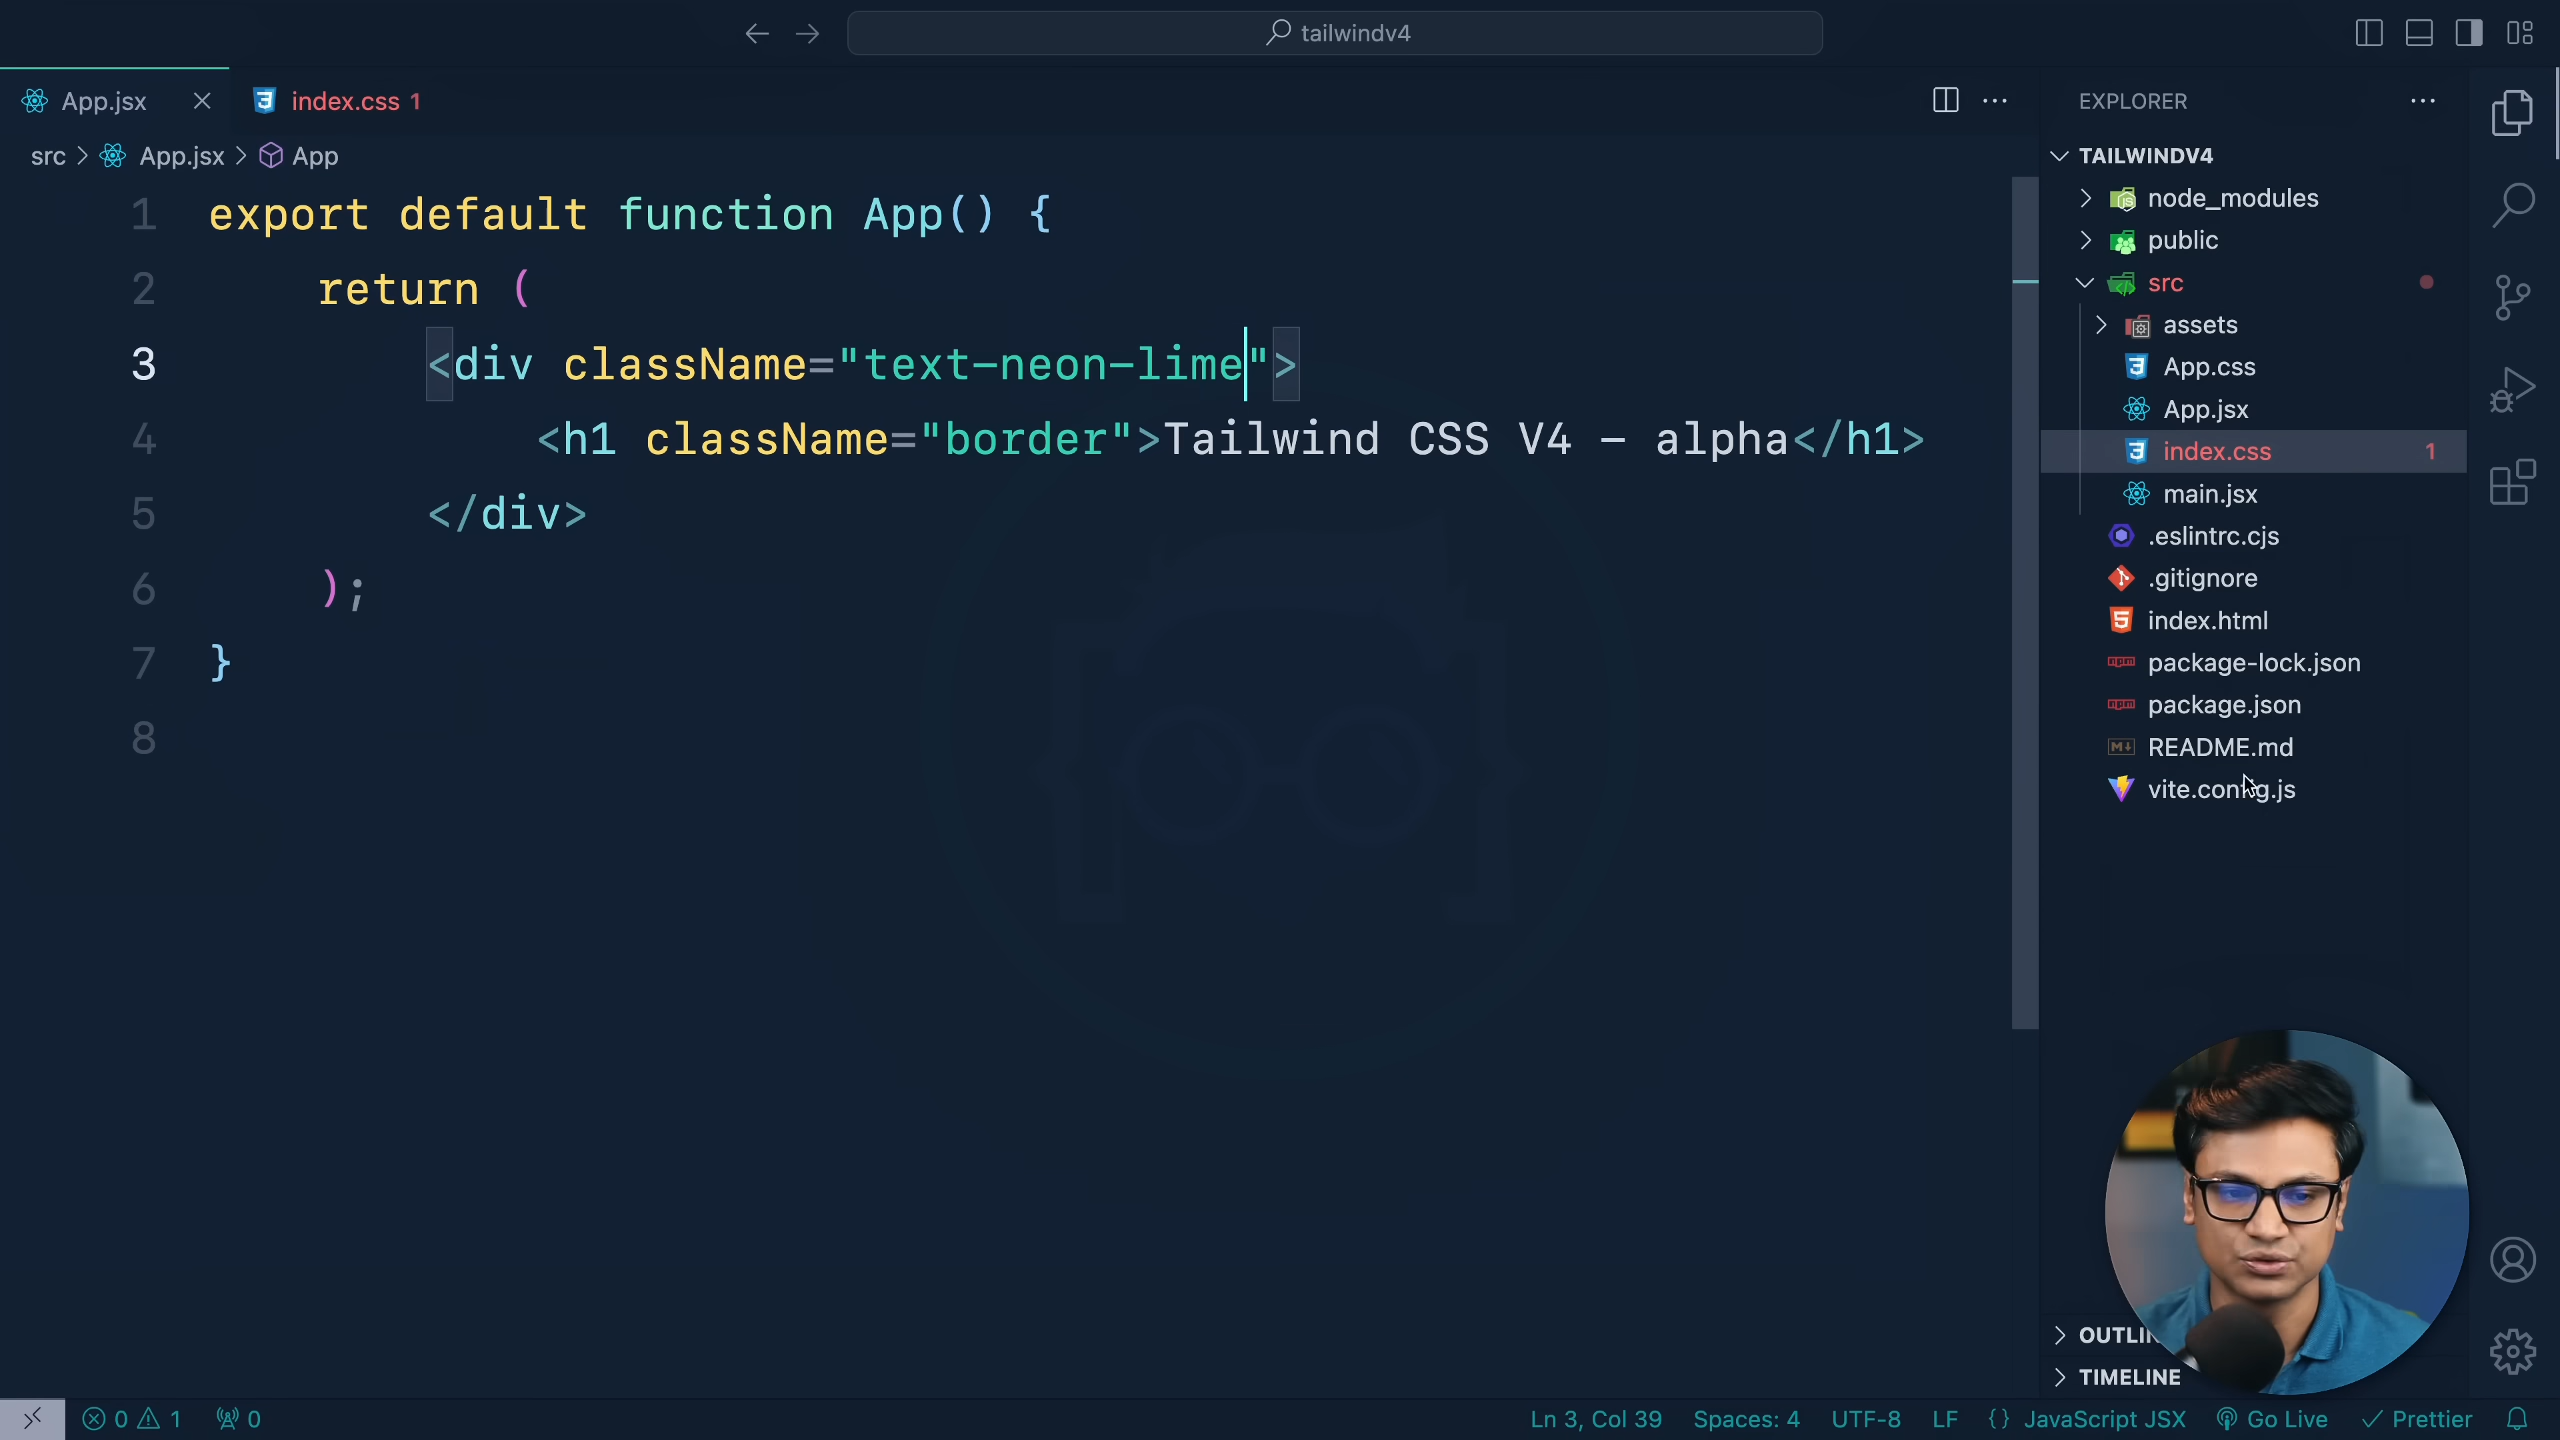 tailwindv4
App.jsx
index.css 1
EXPLORER
src > App.jsx > App
TAILWINDV4
1 export default function App() {
2 return (
3 <div className="text-neon-lime">
4 <h1 className="border">Tailwind CSS V4 - alpha</h1>
5 </div>
6 );
7 }
8
node_modules
public
src
assets
App.css
App.jsx
index.css 1
main.jsx
.eslintrc.cjs
.gitignore
index.html
package-lock.json
package.json
README.md
vite.config.js
TIMELINE
0 1 0
Ln 3, Col 39 Spaces: 4 UTF-8 LF {} JavaScript JSX Go Live Prettier